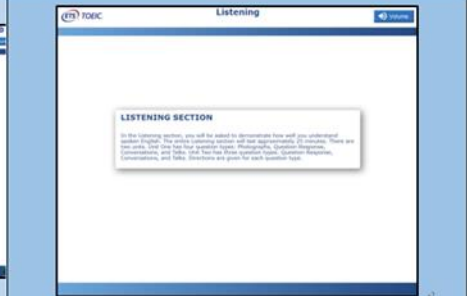 ETS TOEIC
Listening
Volume
LISTENING SECTION
In the Listening section, you will be asked to demonstrate how well you understand
spoken English. The entire Listening section will last approximately 25 minutes. There are
two units. Unit One has four question types: Photographs, Question Response,
Conversations, and Talks. Unit Two has three question types: Question Response,
Conversations, and Talks. Directions are given for each question type.